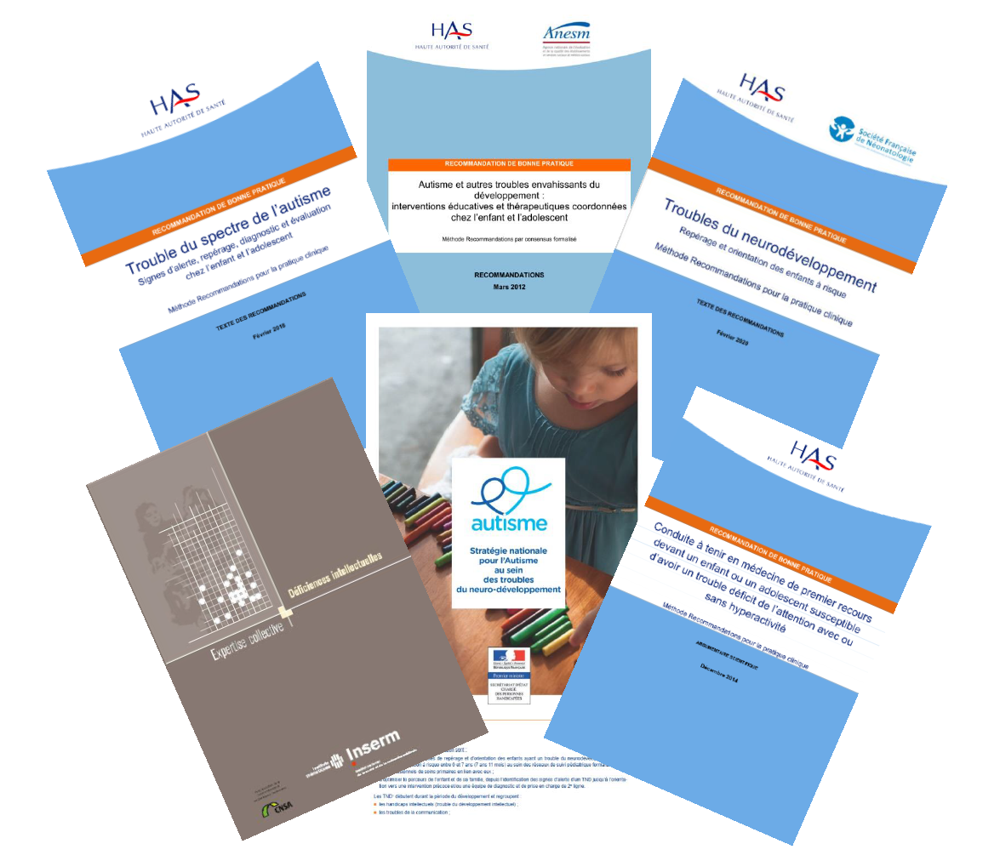 HAS
HAUTE AUTORITÉ DE SANTÉ
RECOMMANDATION DE BONNE PRATIQUE
Trouble du spectre de l'autisme
Signes d'alerte, repérage, diagnostic et évaluation
chez l'enfant et l'adolescent
Méthode Recommandations pour la pratique clinique
TEXTE DES RECOMMANDATIONS
Février 2018
HAS
HAUTE AUTORITÉ DE SANTÉ
Anesm
RECOMMANDATION DE BONNE PRATIQUE
Autisme et autres troubles envahissants du
développement :
interventions éducatives et thérapeutiques coordonnées
chez l'enfant et l'adolescent
Méthode Recommandations par consensus formalisé
RECOMMANDATIONS
Mars 2012
HAS
HAUTE AUTORITÉ DE SANTÉ
Société Française
de Néonatologie
RECOMMANDATION DE BONNE PRATIQUE
Troubles du neurodéveloppement
Repérage et orientation des enfants à risque
Méthode Recommandations pour la pratique clinique
TEXTE DES RECOMMANDATIONS
Février 2020
Déficiences intellectuelles
Expertise collective
Inserm
CNSA
autisme
Stratégie nationale
pour l'Autisme
au sein
des troubles
du neuro-développement
RÉPUBLIQUE FRANÇAISE
Premier ministre
SECRÉTARIAT D'ÉTAT
CHARGÉ
DES PERSONNES
HANDICAPÉES
sont :
de repérage et d'orientation des enfants ayant un trouble du neurodéve
à risque entre 0 et 7 ans (7 ans 11 mois) au sein des réseaux de suivi pédiatrique
de soins primaires en lien avec eux ;
optimiser le parcours de l'enfant et de sa famille, depuis l'identification des signes d'alerte d'un TND jusqu'à l'orienta-
tion vers une intervention précoce et/ou une équipe de diagnostic et de prise en charge de 2e ligne.
Les TND débutent durant la période du développement et regroupent :
les handicaps intellectuels (trouble du développement intellectuel) ;
les troubles de la communication ;
HAS
HAUTE AUTORITÉ DE SANTÉ
RECOMMANDATION DE BONNE PRATIQUE
Conduite à tenir en médecine de premier recours
devant un enfant ou un adolescent susceptible
d'avoir un trouble déficit de l'attention avec ou
sans hyperactivité
Méthode Recommandations pour la pratique clinique
ARGUMENTAIRE SCIENTIFIQUE
Décembre 2014